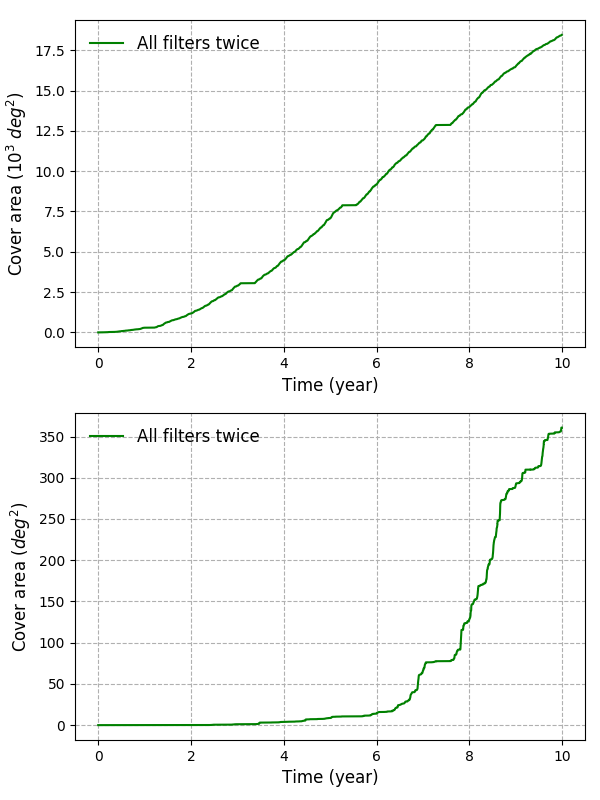 All filters twice
17.5
15.0
12.5
10.0
7.5
5.0
2.5
0.0
Cover area (10³ deg²)
0 2 4 6 8 10
Time (year)
All filters twice
350
300
250
200
150
100
50
0
Cover area (deg²)
0 2 4 6 8 10
Time (year)